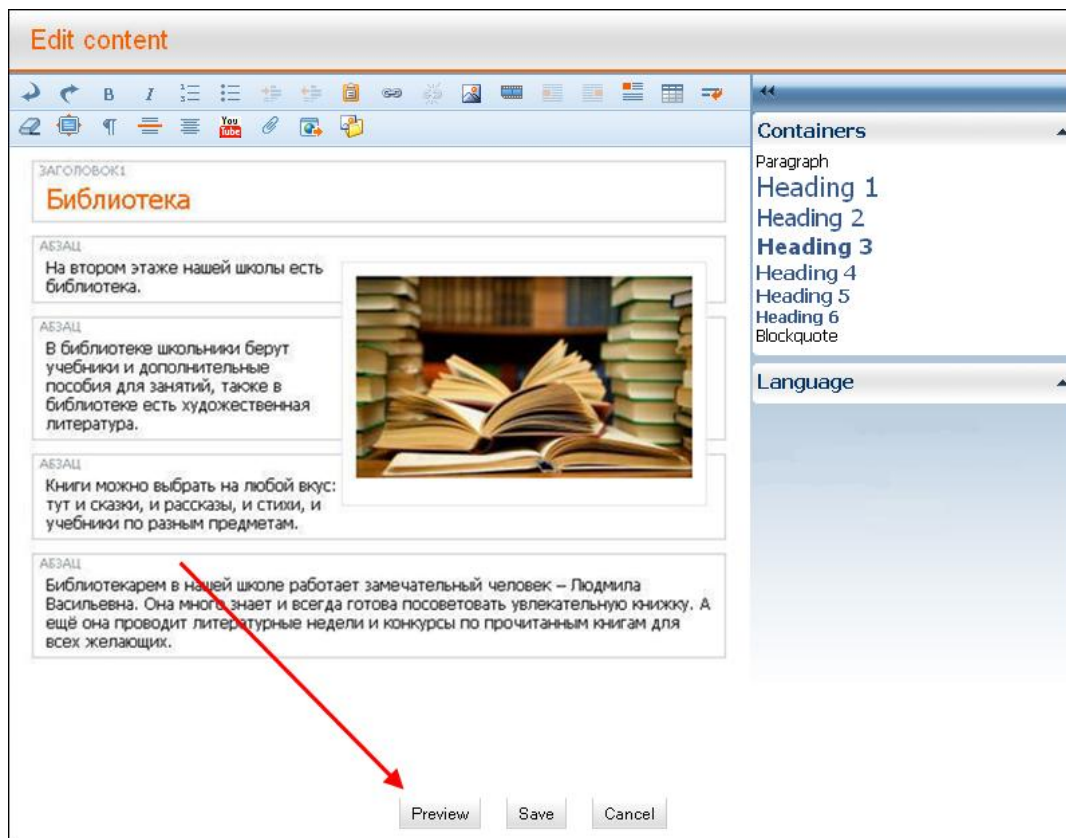 Edit content
B I
You
Tube
ЗАГОЛОВОК1
Библиотека
АБЗАЦ
На втором этаже нашей школы есть
библиотека.
АБЗАЦ
В библиотеке школьники берут
учебники и дополнительные
пособия для занятий, также в
библиотеке есть художественная
литература.
АБЗАЦ
Книги можно выбрать на любой вкус:
тут и сказки, и рассказы, и стихи, и
учебники по разным предметам.
АБЗАЦ
Библиотекарем в нашей школе работает замечательный человек – Людмила
Васильевна. Она много знает и всегда готова посоветовать увлекательную книжку. А
ещё она проводит литературные недели и конкурсы по прочитанным книгам для
всех желающих.
Containers
Paragraph
Heading 1
Heading 2
Heading 3
Heading 4
Heading 5
Heading 6
Blockquote
Language
Preview Save Cancel